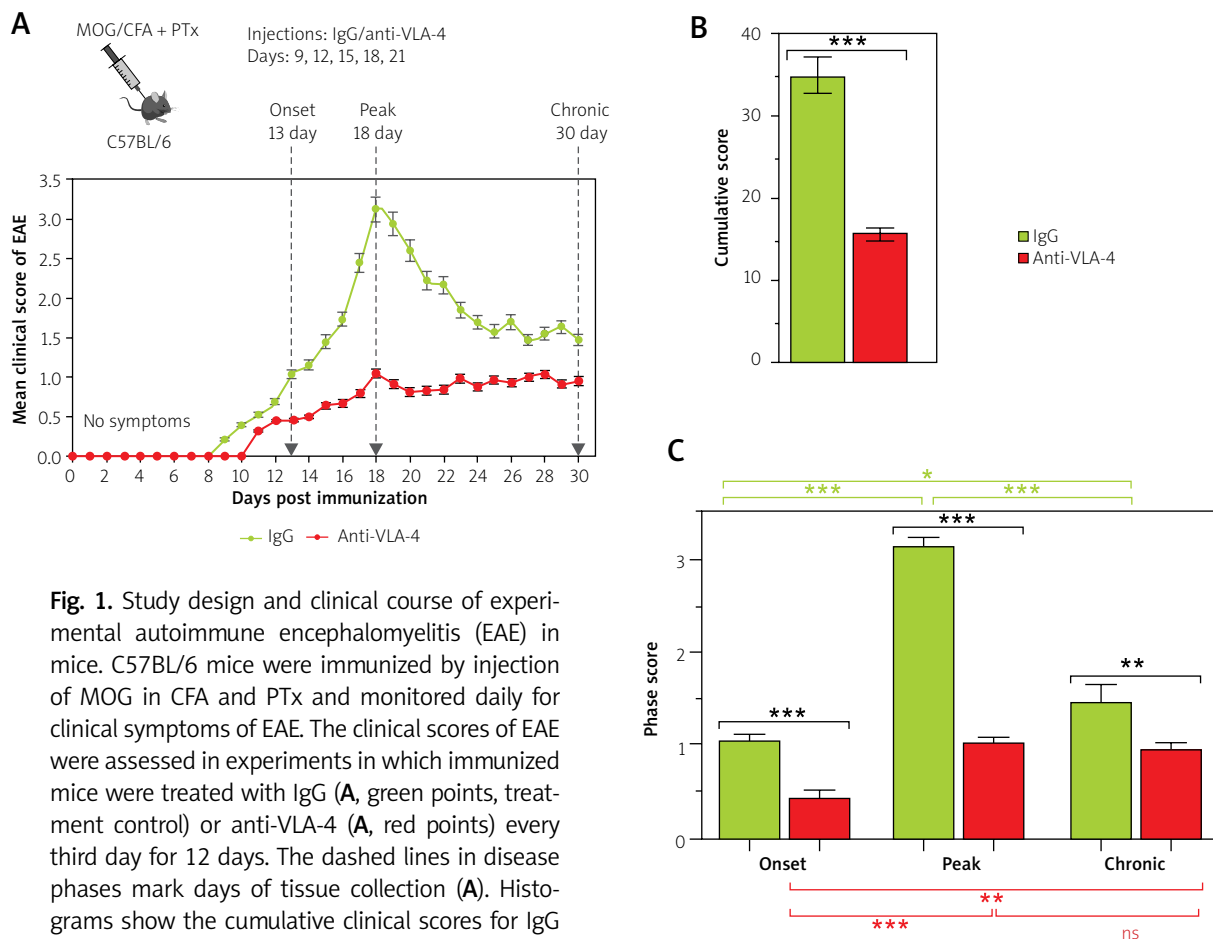 A
MOG/CFA + PTx
C57BL/6
Injections: IgG/anti-VLA-4
Days: 9, 12, 15, 18, 21
Onset
13 day
Peak
18 day
Chronic
30 day
Mean clinical score of EAE
3.5
3.0
2.5
2.0
1.5
1.0
0.5
0.0
No symptoms
0 2 4 6 8 10 12 14 16 18 20 22 24 26 28 30
Days post immunization
IgG Anti-VLA-4
B
Cumulative score
40
30
20
10
0
***
IgG
Anti-VLA-4
C
*
*** ***
Phase score
3
2
1
0
***
***
**
Onset Peak Chronic
**
***
ns
Fig. 1. Study design and clinical course of experi-
mental autoimmune encephalomyelitis (EAE) in
mice. C57BL/6 mice were immunized by injection
of MOG in CFA and PTx and monitored daily for
clinical symptoms of EAE. The clinical scores of EAE
were assessed in experiments in which immunized
mice were treated with IgG (A, green points, treat-
ment control) or anti-VLA-4 (A, red points) every
third day for 12 days. The dashed lines in disease
phases mark days of tissue collection (A). Histo-
grams show the cumulative clinical scores for IgG